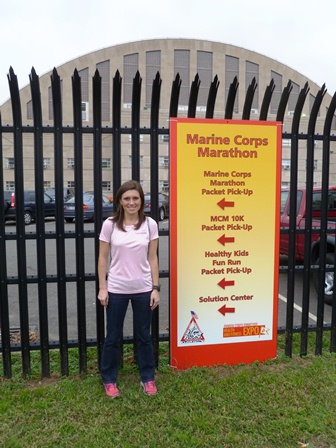 Marine Corps
Marathon
Marine Corps
Marathon
Packet Pick-Up
MCM 10K
Packet Pick-Up
Healthy Kids
Fun Run
Packet Pick-Up
Solution Center
EXPO